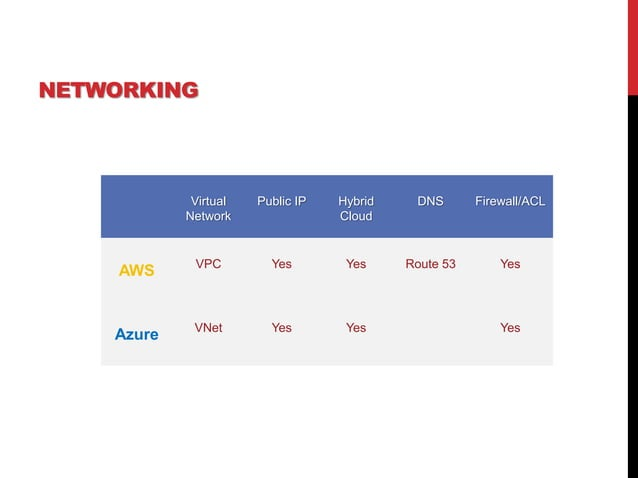 NETWORKING
Virtual Network Public IP Hybrid Cloud DNS Firewall/ACL
AWS VPC Yes Yes Route 53 Yes
Azure VNet Yes Yes Yes